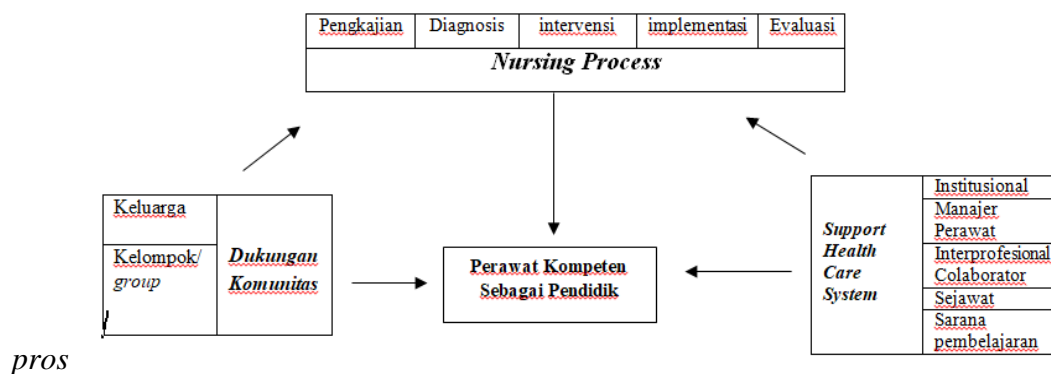 Pengkajian Diagnosis intervensi implementasi Evaluasi
Nursing Process
Keluarga
Kelompok/
group
Dukungan
Komunitas
Perawat Kompeten
Sebagai Pendidik
Support
Health
Care
System
Institusional
Manajer
Perawat
Interprofesional
Colaborator
Sejawat
Sarana
pembelajaran
pros